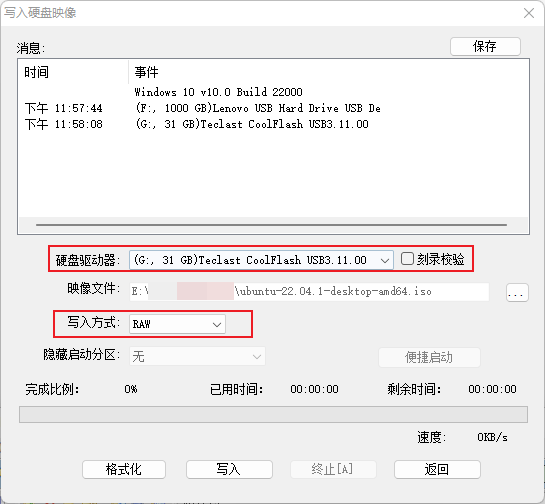 写入硬盘映像
消息:
保存
时间 事件
Windows 10 v10.0 Build 22000
下午 11:57:44 (F:, 1000 GB)Lenovo USB Hard Drive USB De
下午 11:58:08 (G:, 31 GB)Teclast CoolFlash USB3.11.00
硬盘驱动器: (G:, 31 GB)Teclast CoolFlash USB3.11.00 刻录校验
映像文件: E:\ \ubuntu-22.04.1-desktop-amd64.iso ...
写入方式: RAW
隐藏启动分区: 无 便捷启动
完成比例: 0% 已用时间: 00:00:00 剩余时间: 00:00:00
速度: 0KB/s
格式化 写入 终止[A] 返回